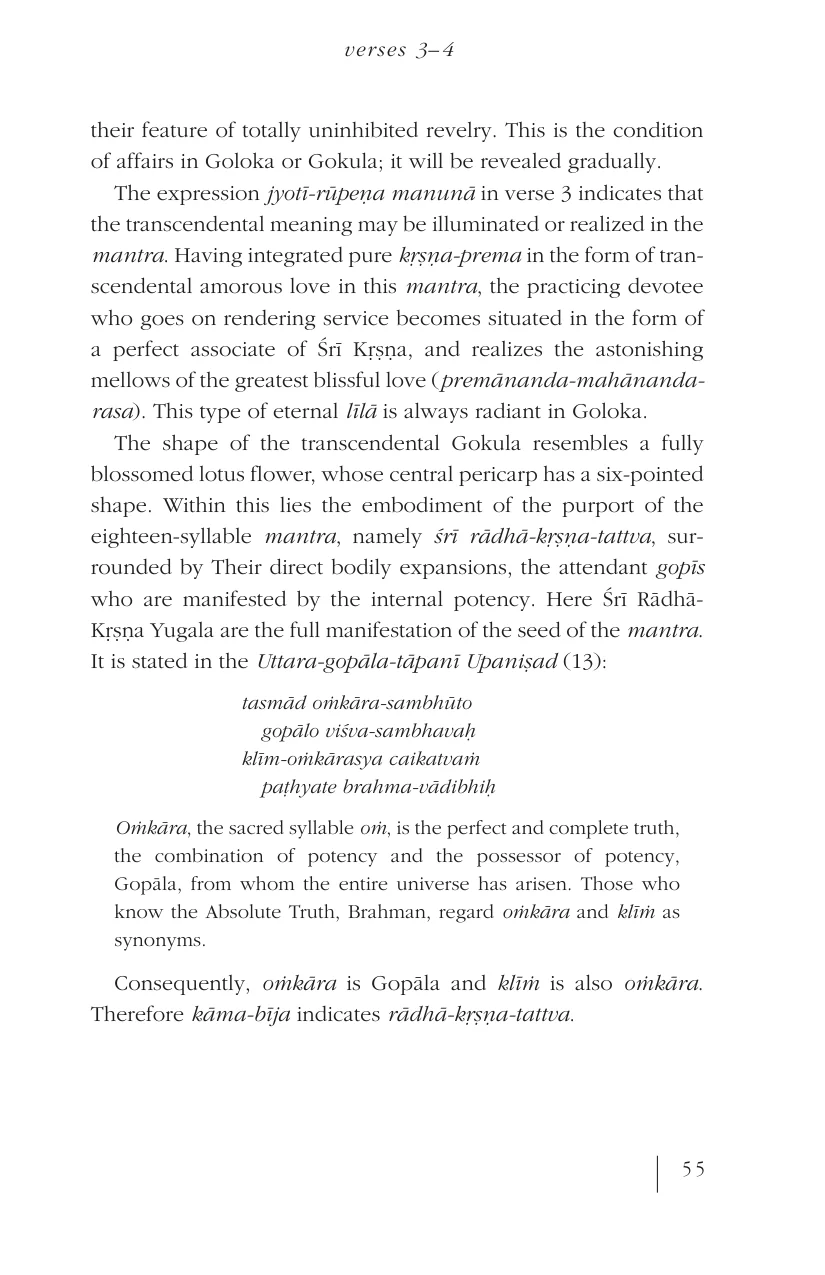 verses 3–4
their feature of totally uninhibited revelry. This is the condition
of affairs in Goloka or Gokula; it will be revealed gradually.
The expression jyotī-rūpeṇa manunā in verse 3 indicates that
the transcendental meaning may be illuminated or realized in the
mantra. Having integrated pure kṛṣṇa-prema in the form of tran-
scendental amorous love in this mantra, the practicing devotee
who goes on rendering service becomes situated in the form of
a perfect associate of Śrī Kṛṣṇa, and realizes the astonishing
mellows of the greatest blissful love (premānanda-mahānanda-
rasa). This type of eternal līlā is always radiant in Goloka.
The shape of the transcendental Gokula resembles a fully
blossomed lotus flower, whose central pericarp has a six-pointed
shape. Within this lies the embodiment of the purport of the
eighteen-syllable mantra, namely śrī rādhā-kṛṣṇa-tattva, sur-
rounded by Their direct bodily expansions, the attendant gopīs
who are manifested by the internal potency. Here Śrī Rādhā-
Kṛṣṇa Yugala are the full manifestation of the seed of the mantra.
It is stated in the Uttara-gopāla-tāpanī Upaniṣad (13):
tasmād oṁkāra-sambhūto
gopālo viśva-sambhavaḥ
klīm-oṁkārasya caikatvaṁ
paṭhyate brahma-vādibhiḥ
Oṁkāra, the sacred syllable oṁ, is the perfect and complete truth,
the combination of potency and the possessor of potency,
Gopāla, from whom the entire universe has arisen. Those who
know the Absolute Truth, Brahman, regard oṁkāra and klīṁ as
synonyms.
Consequently, oṁkāra is Gopāla and klīṁ is also oṁkāra.
Therefore kāma-bīja indicates rādhā-kṛṣṇa-tattva.
55